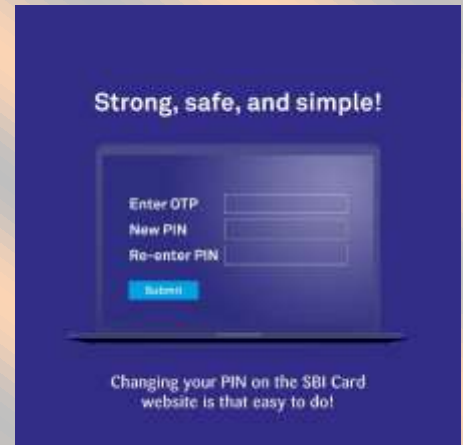 Strong, safe, and simple!
Enter OTP
New PIN
Re-enter PIN
Submit
Changing your PIN on the SBI Card
website is that easy to do!